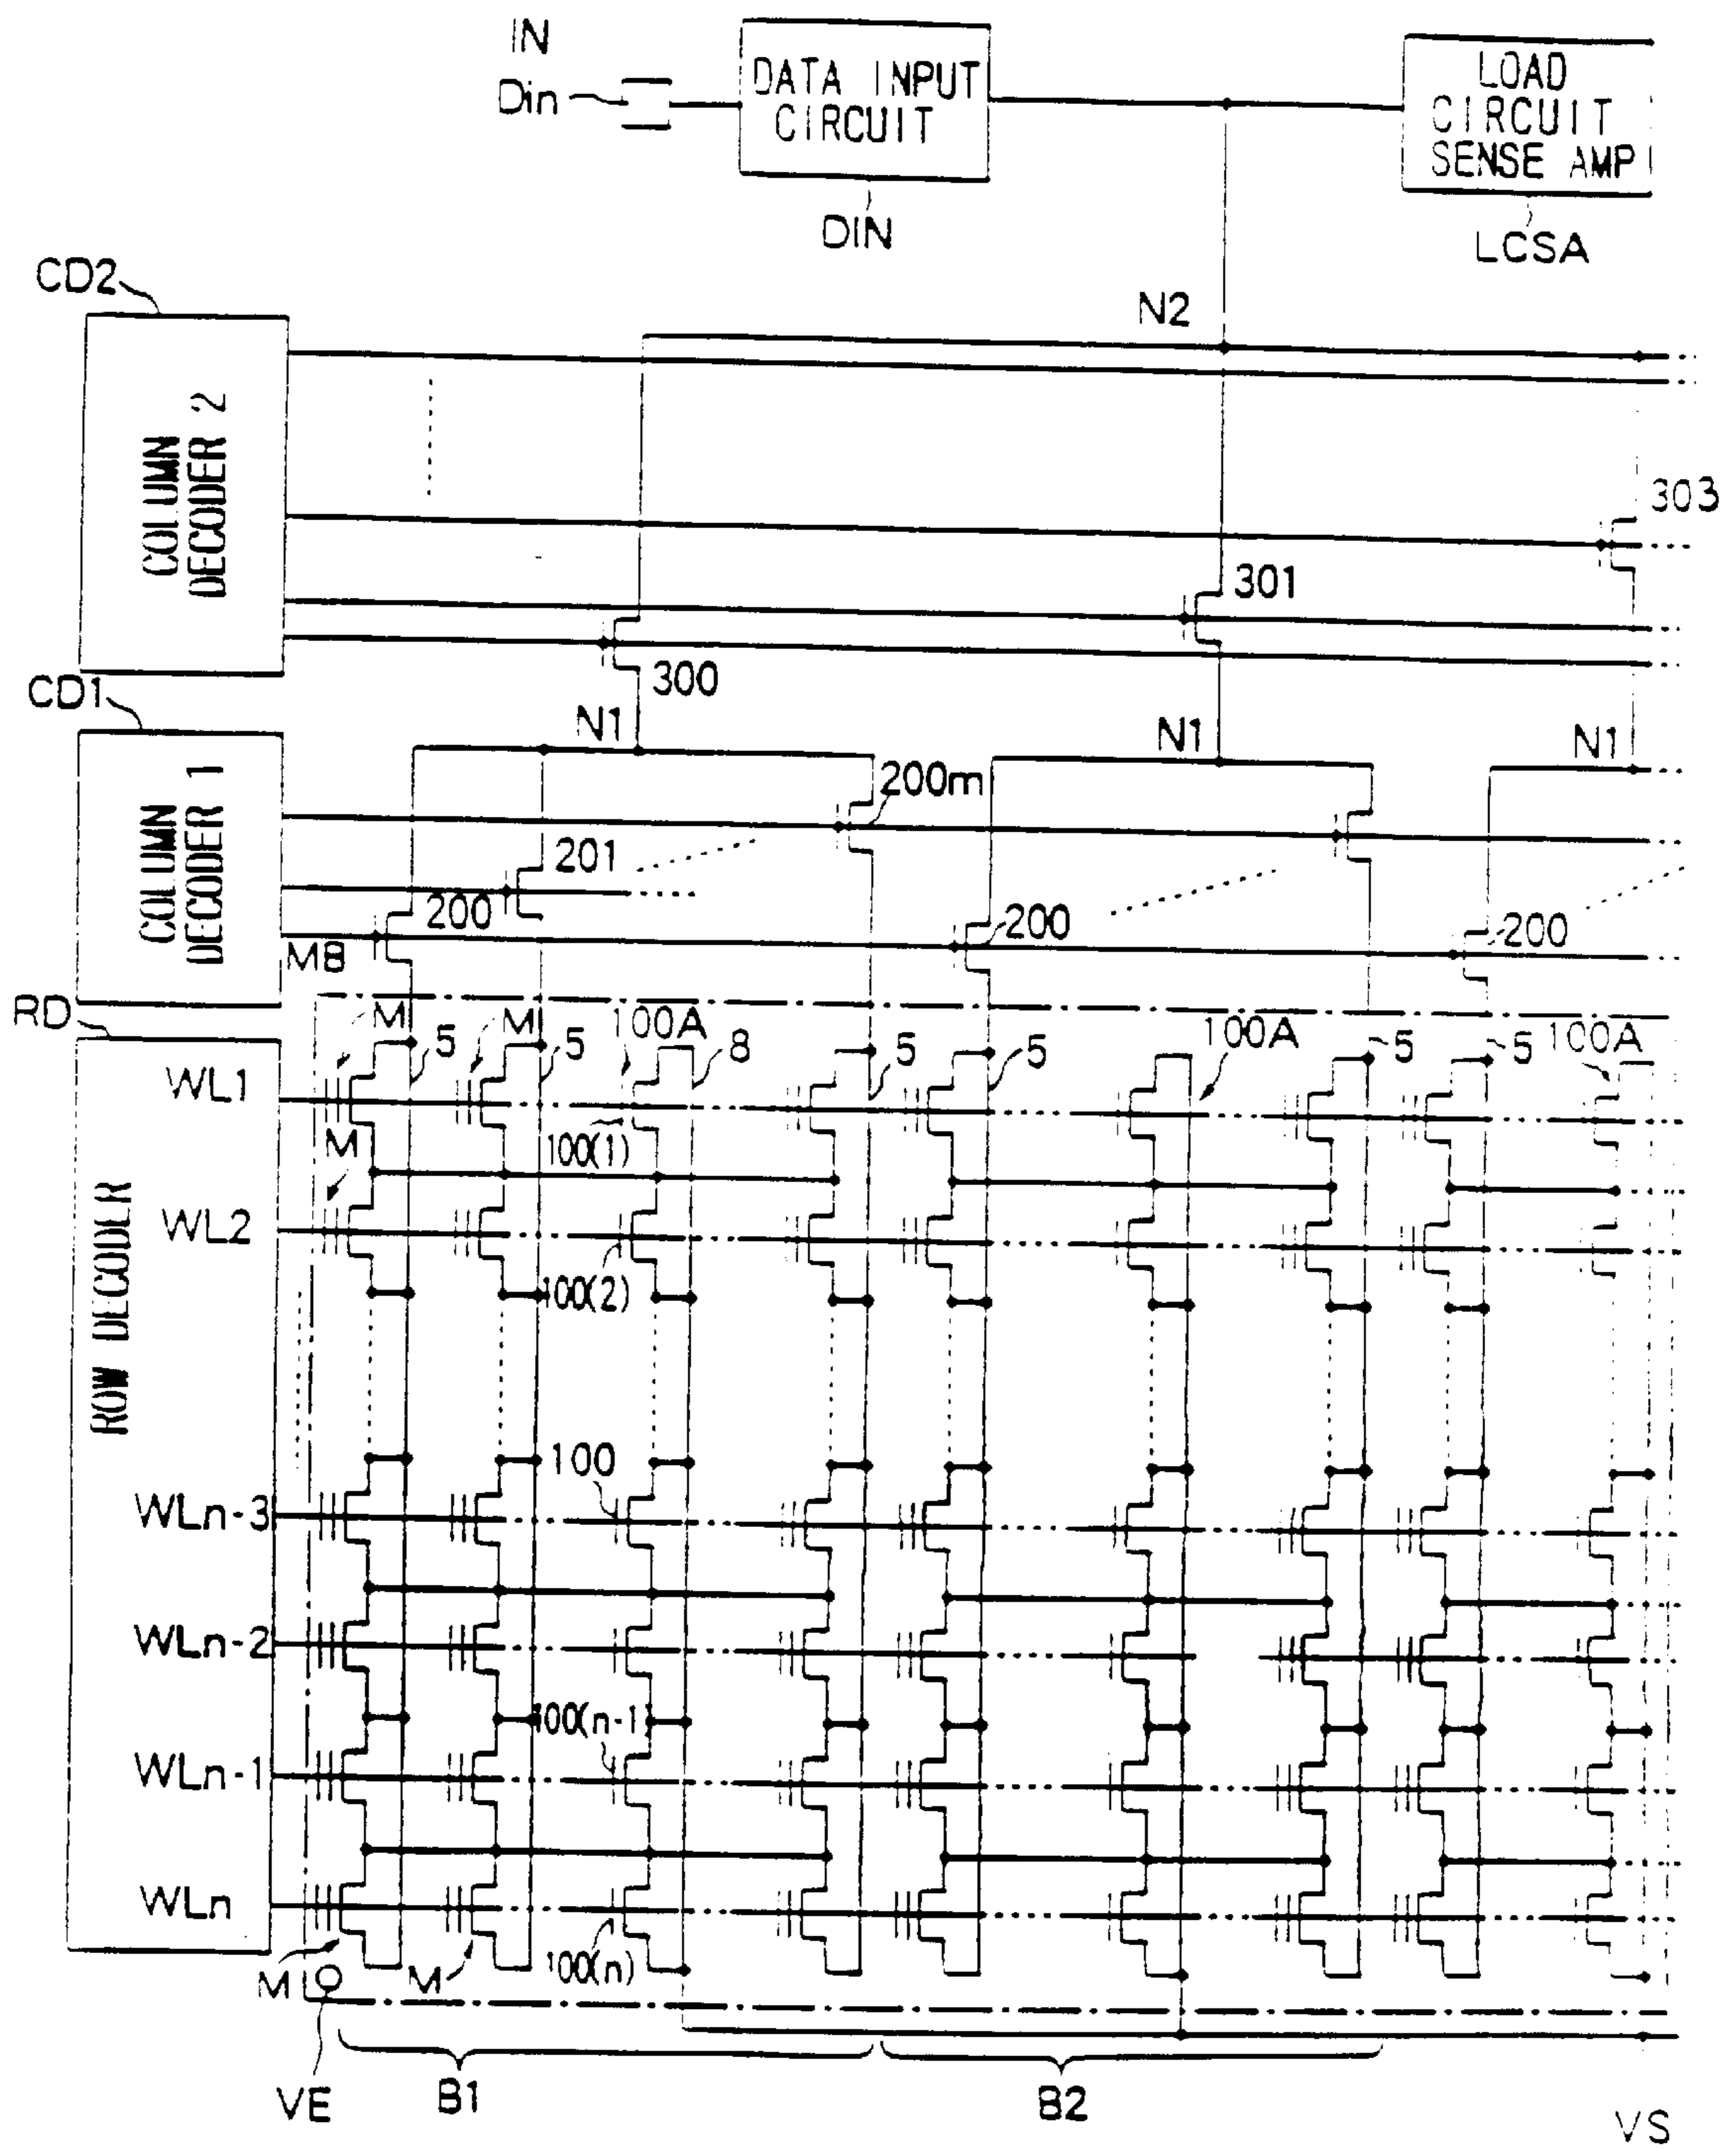 IN
Din
DATA INPUT
CIRCUIT
DIN
LOAD
CIRCUIT
SENSE AMP
LCSA
CD2
COLUMN
DECODER 2
N2
303
301
300
CD1
COLUMN
DECODER 1
N1
N1
N1
200m
201
200
200
200
MB
RD
ROW DECODER
M
M
100A
100A
100A
5
5
8
5
5
5
5
WL1
M
100(1)
WL2
100(2)
100
WLn-3
WLn-2
100(n-1)
WLn-1
WLn
M
M
100(n)
VE
B1
B2
VS